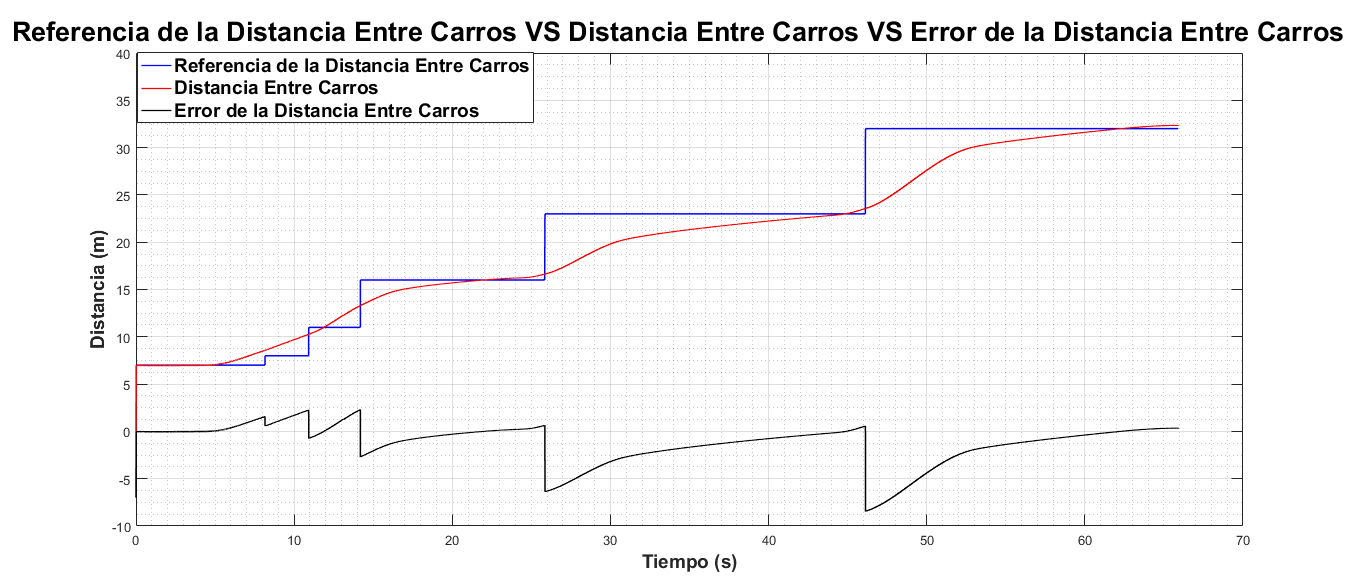 Referencia de la Distancia Entre Carros VS Distancia Entre Carros VS Error de la Distancia Entre Carros
Referencia de la Distancia Entre Carros
Distancia Entre Carros
Error de la Distancia Entre Carros
Distancia (m)
40
35
30
25
20
15
10
5
0
-5
-10
0 10 20 30 40 50 60 70
Tiempo (s)